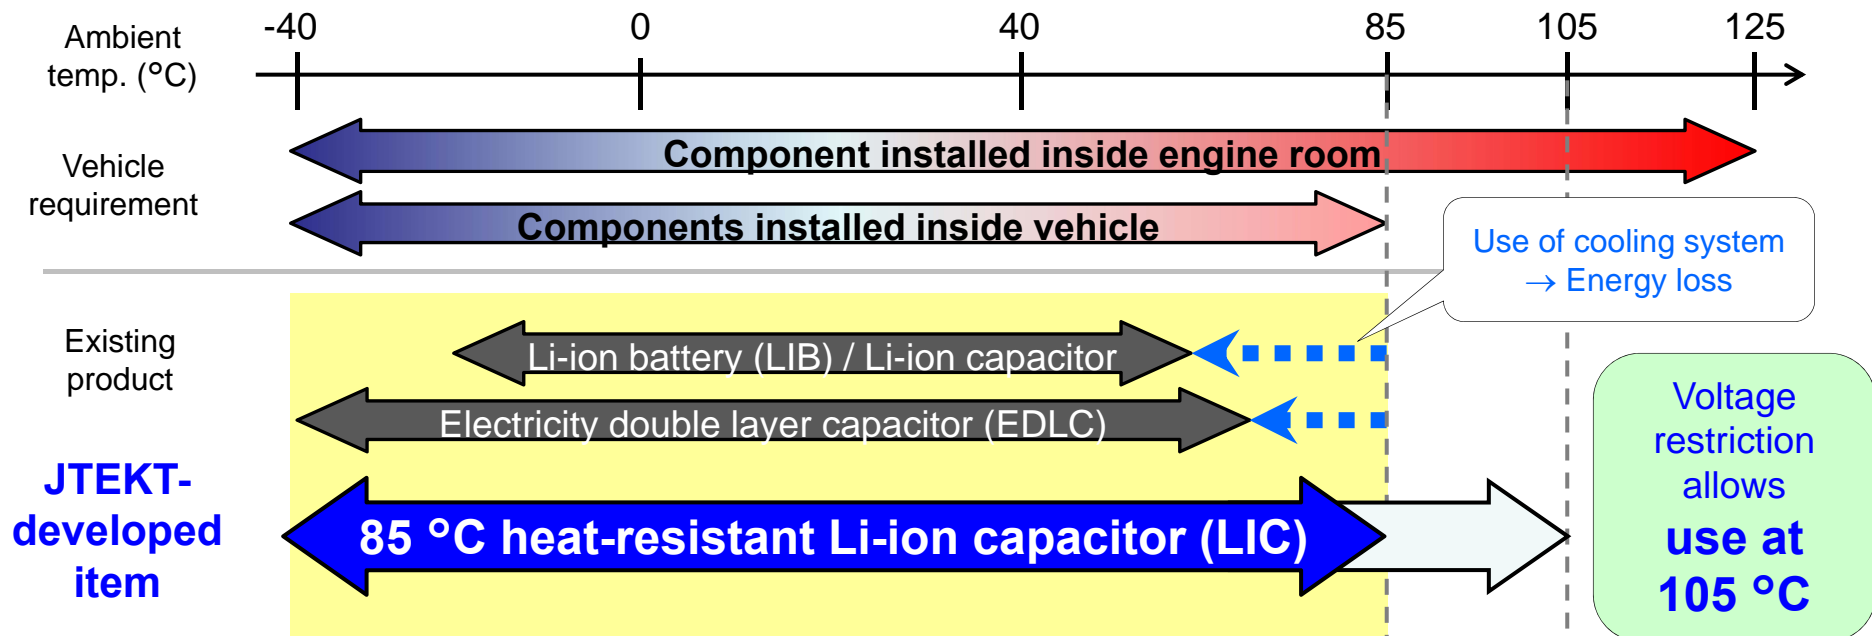 Ambient
temp. (°C)
-40
0
40
85
105
125
Vehicle
requirement
Component installed inside engine room
Components installed inside vehicle
Use of cooling system
→ Energy loss
Existing
product
Li-ion battery (LIB) / Li-ion capacitor
Electricity double layer capacitor (EDLC)
JTEKT-
developed
item
85 °C heat-resistant Li-ion capacitor (LIC)
Voltage
restriction
allows
use at
105 °C